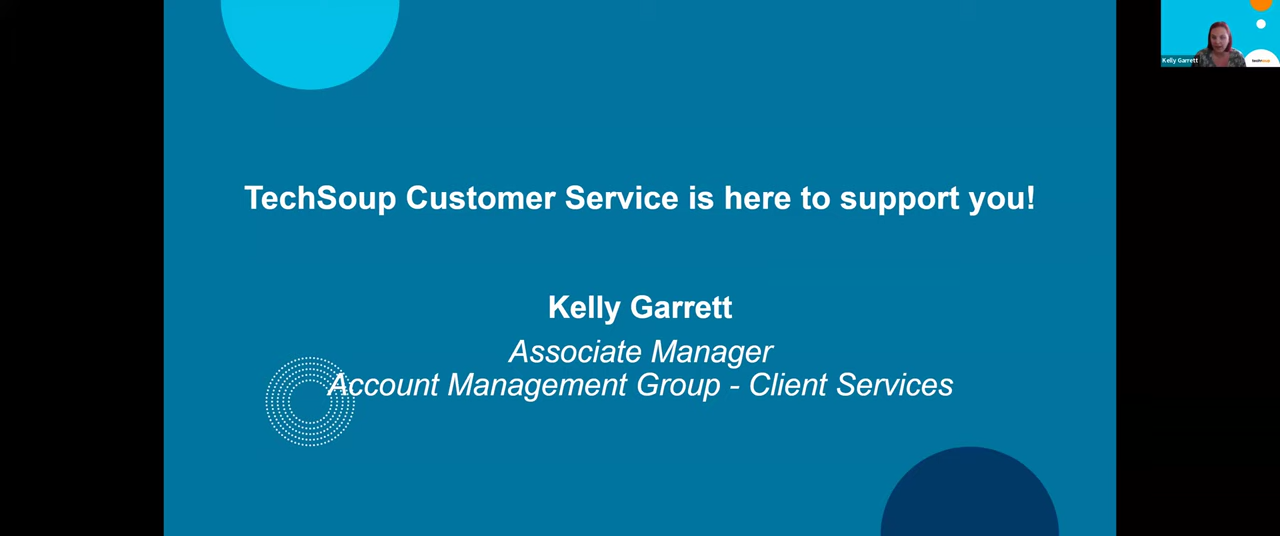 TechSoup Customer Service is here to support you!
Kelly Garrett
Associate Manager
Account Management Group - Client Services
Kelly Garrett
techsoup